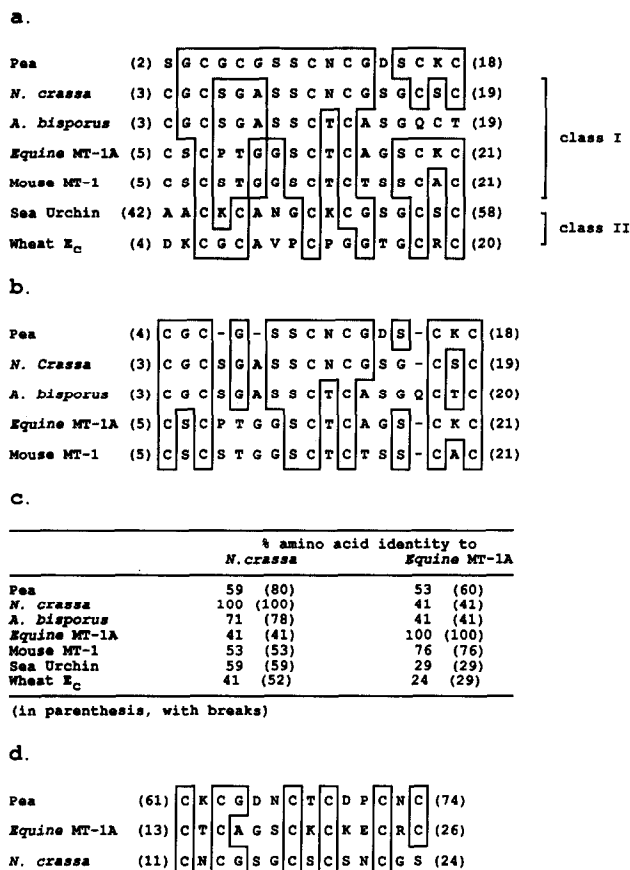 a.
Pea (2) S G C G C G S S C N C G D S C K C (18)
N. crassa (3) C G C S G A S S C N C G S G C S C (19)
A. bisporus (3) C G C S G A S S C T C A S G Q C T (19)
Equine MT-1A (5) C S C P T G G S C T C A G S C K C (21)
class I
Mouse MT-1 (5) C S C S T G G S C T C T S S C A C (21)
Sea Urchin (42) A A C K C A N G C K C G S G C S C (58)
class II
Wheat EC (4) D K C G C A V P C P G G T G C R C (20)
b.
Pea (4) C G C - G - S S C N C G D S - C K C (18)
N. Crassa (3) C G C S G A S S C N C G S G - C S C (19)
A. bisporus (3) C G C S G A S S C T C A S G Q C T C (20)
Equine MT-1A (5) C S C P T G G S C T C A G S - C K C (21)
Mouse MT-1 (5) C S C S T G G S C T C T S S - C A C (21)
c.
% amino acid identity to
N.crassa Equine MT-1A
Pea 59 (80) 53 (60)
N. crassa 100 (100) 41 (41)
A. bisporus 71 (78) 41 (41)
Equine MT-1A 41 (41) 100 (100)
Mouse MT-1 53 (53) 76 (76)
Sea Urchin 59 (59) 29 (29)
Wheat EC 41 (52) 24 (29)
(in parenthesis, with breaks)
d.
Pea (61) C K C G D N C T C D P C N C (74)
Equine MT-1A (13) C T C A G S C K C K E C R C (26)
N. crassa (11) C N C G S G C S C S N C G S (24)